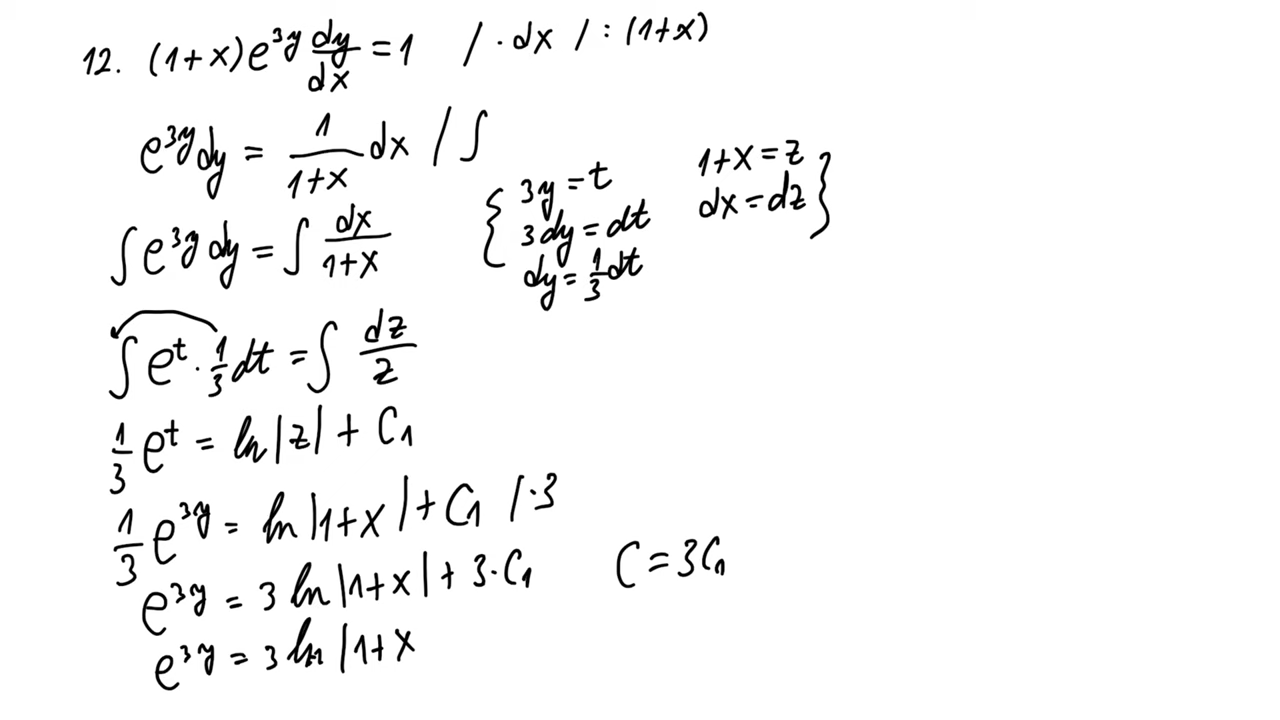 12. (1+x)e^{3y} dy/dx = 1 / · dx / : (1+x)
e^{3y}dy = 1/(1+x) dx / ∫
∫ e^{3y} dy = ∫ dx/(1+x)
{ 3y = t 1+x = z
3dy = dt dx = dz }
dy = 1/3 dt
∫ e^t · 1/3 dt = ∫ dz/z
1/3 e^t = ln|z| + C₁
1/3 e^{3y} = ln|1+x| + C₁ / ·3
e^{3y} = 3 ln|1+x| + 3·C₁ C = 3C₁
e^{3y} = 3 ln|1+x